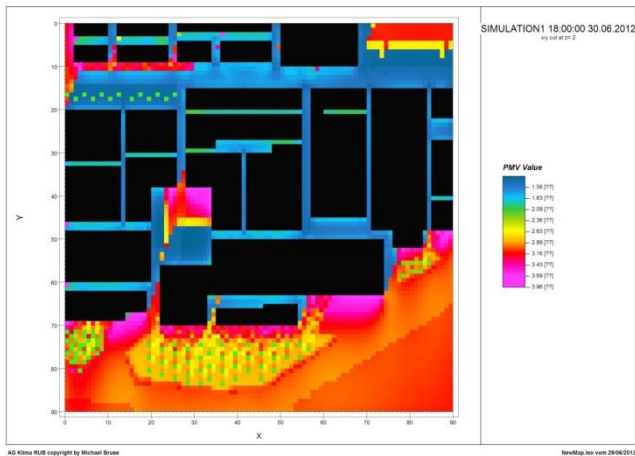 SIMULATION1 18:00:00 30.06.2012
x/y cut at z= 2
PMV Value
1.56 [??]
1.83 [??]
2.09 [??]
2.36 [??]
2.63 [??]
2.89 [??]
3.16 [??]
3.43 [??]
3.69 [??]
3.96 [??]
Y
0
10
20
30
40
50
60
70
80
90
0 10 20 30 40 50 60 70 80 90
X
AG Klima RUB copyright by Michael Bruse
NewMap.leo vom 29/06/2013